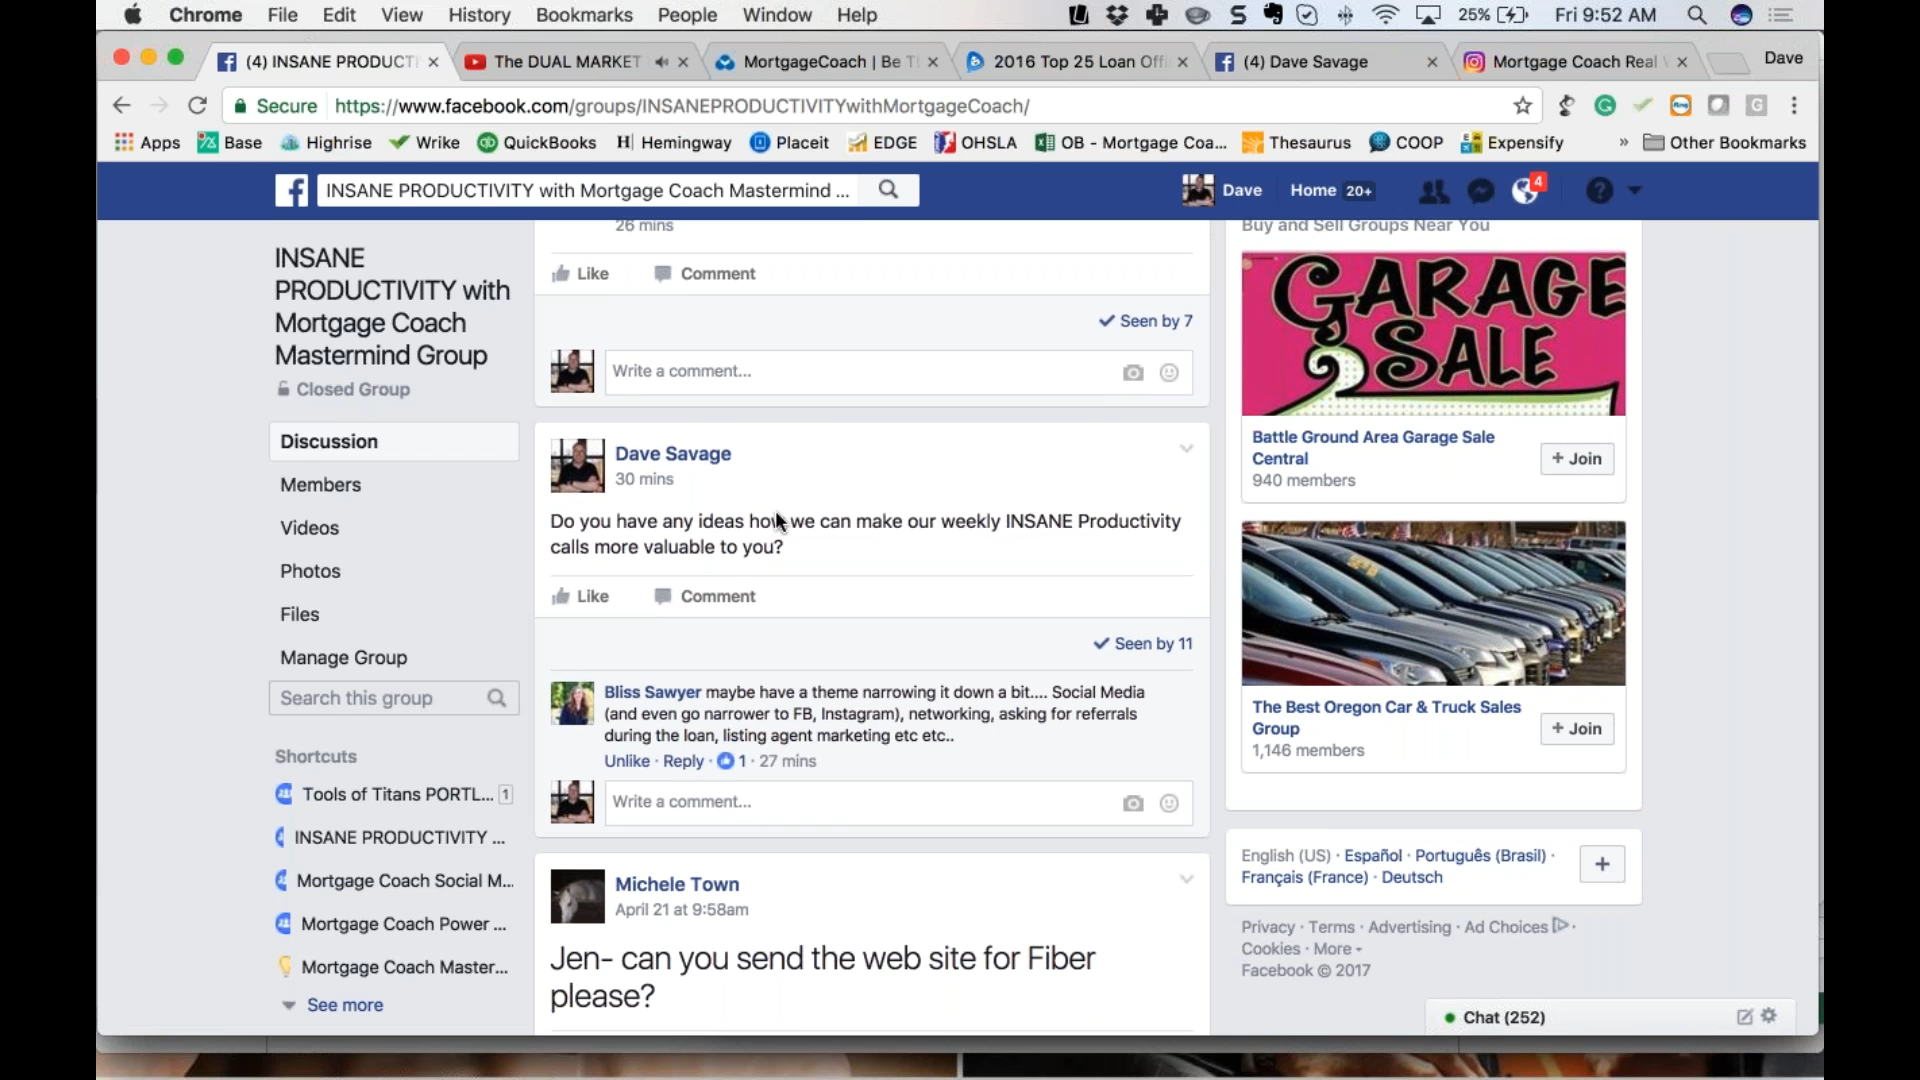 Chrome File Edit View History Bookmarks People Window Help 25% Fri 9:52 AM
(4) INSANE PRODUCTI The DUAL MARKET MortgageCoach | Be T 2016 Top 25 Loan Offi (4) Dave Savage Mortgage Coach Real Dave
Secure https://www.facebook.com/groups/INSANEPRODUCTIVITYwithMortgageCoach/
Apps Base Highrise Wrike QuickBooks Hemingway Placeit EDGE OHSLA OB - Mortgage Coa... Thesaurus COOP Expensify » Other Bookmarks
INSANE PRODUCTIVITY with Mortgage Coach Mastermind ... Dave Home 20+ 4
INSANE
PRODUCTIVITY with
Mortgage Coach
Mastermind Group
Closed Group
Discussion
Members
Videos
Photos
Files
Manage Group
Search this group
Shortcuts
Tools of Titans PORTL... 1
INSANE PRODUCTIVITY ...
Mortgage Coach Social M...
Mortgage Coach Power ...
Mortgage Coach Master...
See more
26 mins
Like Comment
Seen by 7
Write a comment...
Dave Savage
30 mins
Do you have any ideas how we can make our weekly INSANE Productivity
calls more valuable to you?
Like Comment
Seen by 11
Bliss Sawyer maybe have a theme narrowing it down a bit.... Social Media
(and even go narrower to FB, Instagram), networking, asking for referrals
during the loan, listing agent marketing etc etc..
Unlike · Reply · 1 · 27 mins
Write a comment...
Michele Town
April 21 at 9:58am
Jen- can you send the web site for Fiber
please?
Buy and Sell Groups Near You
GARAGE
SALE
Battle Ground Area Garage Sale
Central
940 members
+ Join
The Best Oregon Car & Truck Sales
Group
1,146 members
+ Join
English (US) · Español · Português (Brasil) ·
Français (France) · Deutsch
Privacy · Terms · Advertising · Ad Choices ·
Cookies · More
Facebook © 2017
Chat (252)